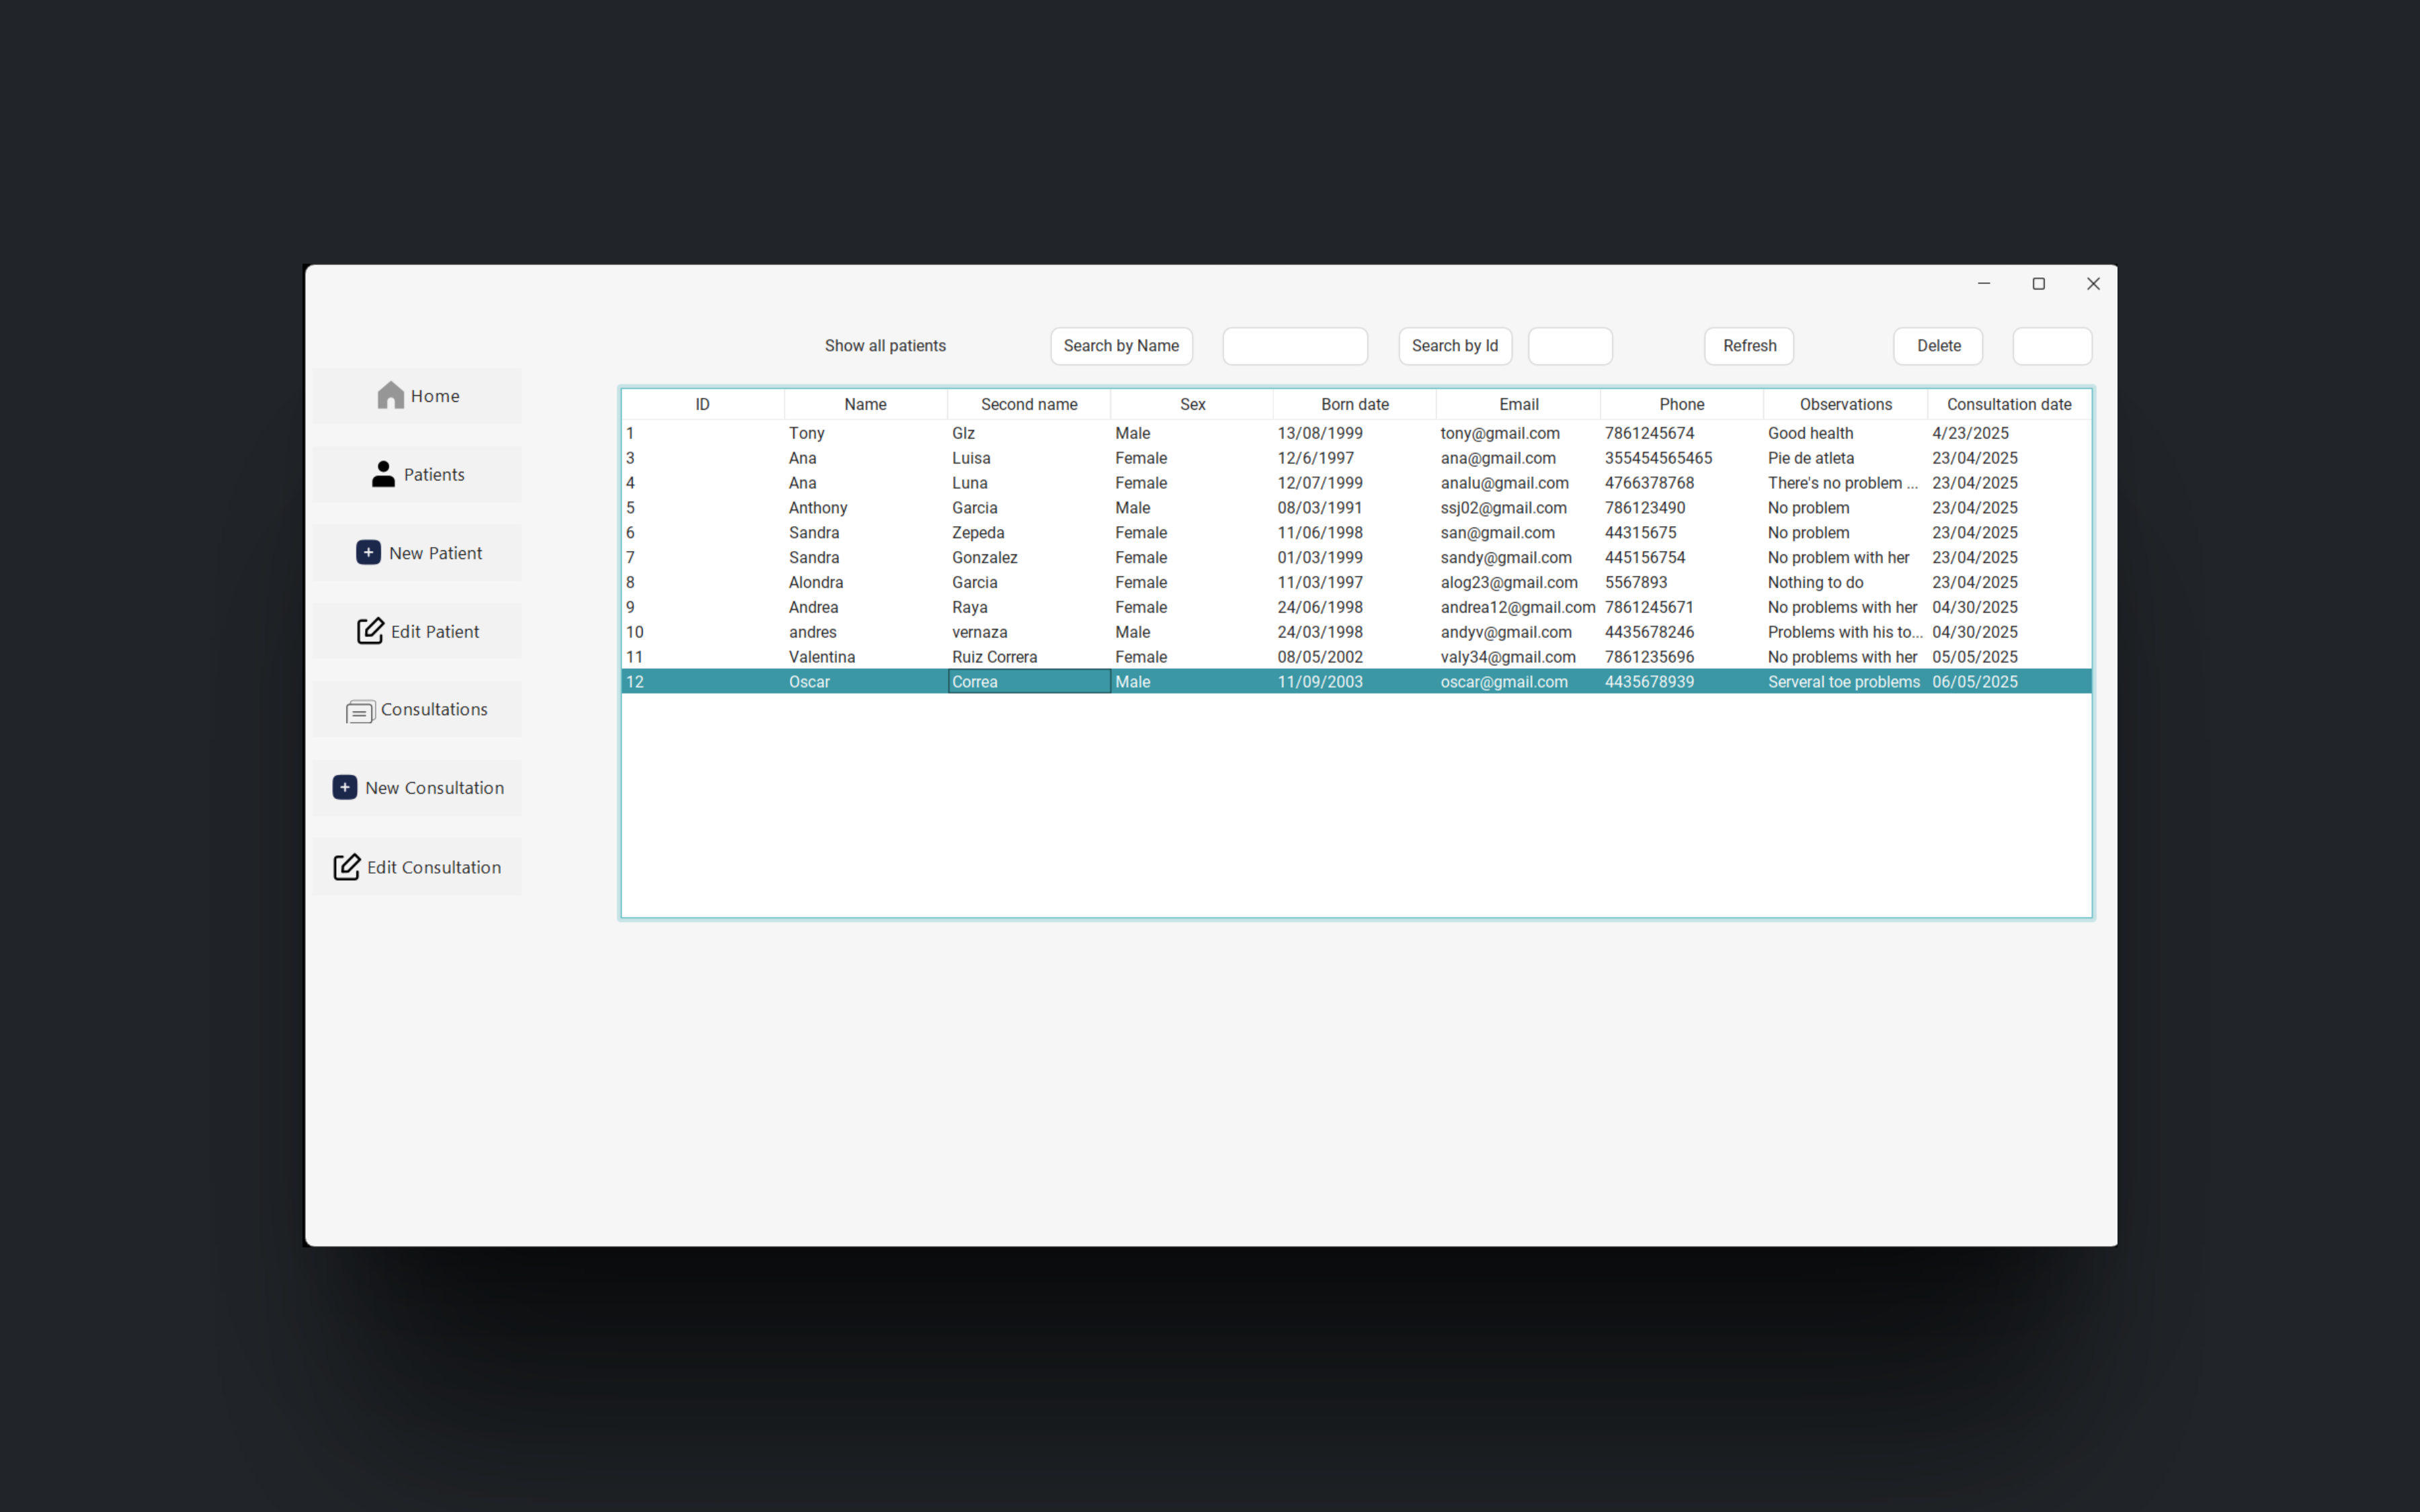 Show all patients Search by Name Search by Id Refresh Delete
Home
Patients
New Patient
Edit Patient
Consultations
New Consultation
Edit Consultation
ID Name Second name Sex Born date Email Phone Observations Consultation date
1 Tony Glz Male 13/08/1999 tony@gmail.com 7861245674 Good health 4/23/2025
3 Ana Luisa Female 12/6/1997 ana@gmail.com 355454565465 Pie de atleta 23/04/2025
4 Ana Luna Female 12/07/1999 analu@gmail.com 4766378768 There's no problem ... 23/04/2025
5 Anthony Garcia Male 08/03/1991 ssj02@gmail.com 786123490 No problem 23/04/2025
6 Sandra Zepeda Female 11/06/1998 san@gmail.com 44315675 No problem 23/04/2025
7 Sandra Gonzalez Female 01/03/1999 sandy@gmail.com 445156754 No problem with her 23/04/2025
8 Alondra Garcia Female 11/03/1997 alog23@gmail.com 5567893 Nothing to do 23/04/2025
9 Andrea Raya Female 24/06/1998 andrea12@gmail.com 7861245671 No problems with her 04/30/2025
10 andres vernaza Male 24/03/1998 andyv@gmail.com 4435678246 Problems with his to... 04/30/2025
11 Valentina Ruiz Correra Female 08/05/2002 valy34@gmail.com 7861235696 No problems with her 05/05/2025
12 Oscar Correa Male 11/09/2003 oscar@gmail.com 4435678939 Serveral toe problems 06/05/2025